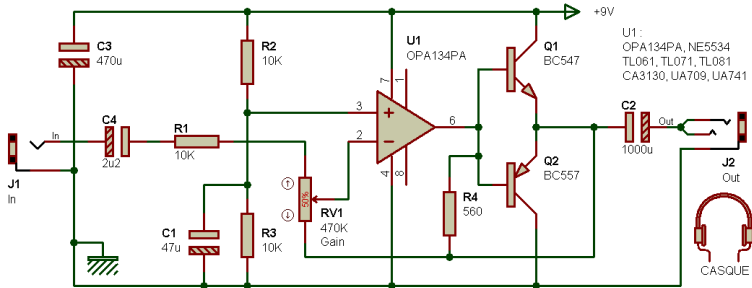 +9V
U1 :
OPA134PA, NE5534
TL061, TL071, TL081
CA3130, UA709, UA741
C3
470u
R2
10K
U1
OPA134PA
Q1
BC547
7
1
3
6
2
4
8
C4
2u2
In
R1
10K
J1
In
C2
1000u
Out
J2
Out
Q2
BC557
R4
560
50%
RV1
470K
Gain
C1
47u
R3
10K
CASQUE